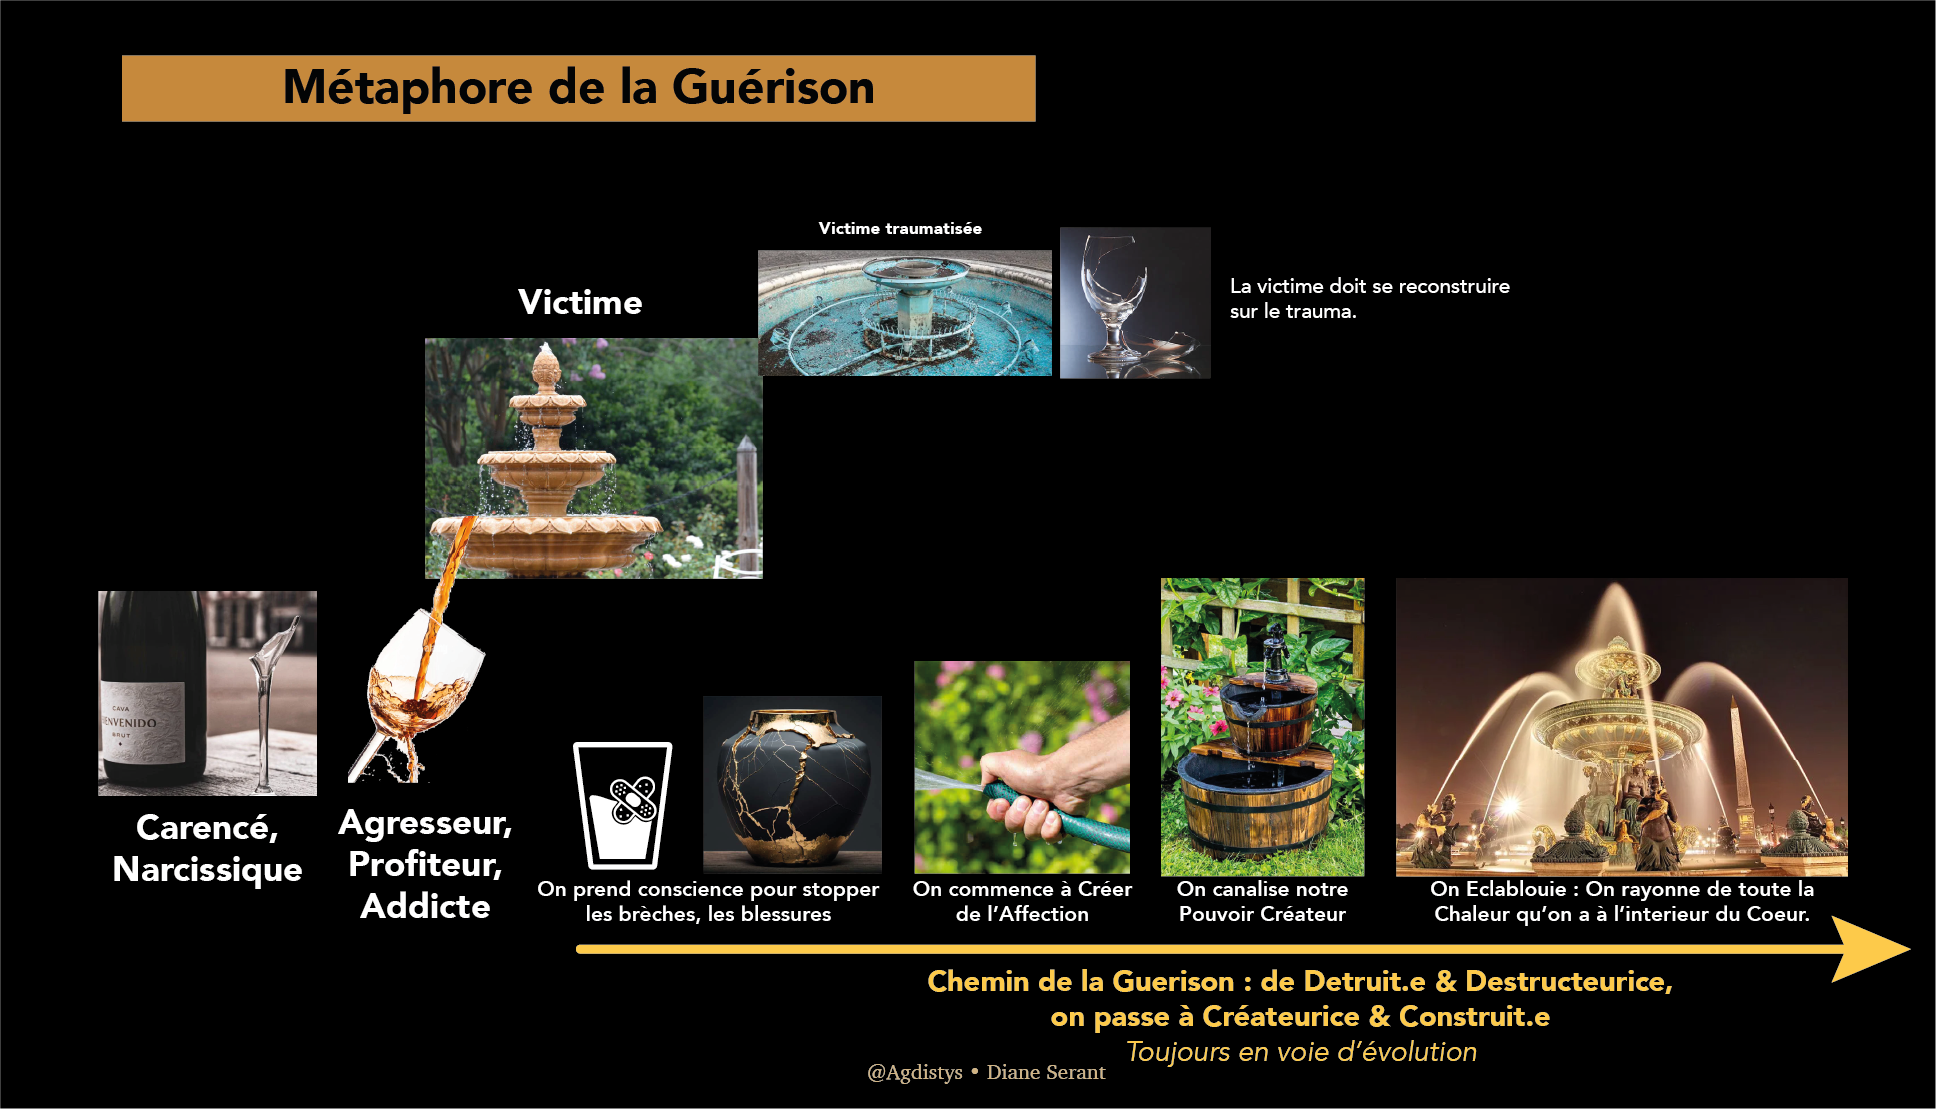 Métaphore de la Guérison
Victime traumatisée
La victime doit se reconstruire
sur le trauma.
Victime
CAVA
BIENVENIDO
BRUT
Carencé,
Narcissique
Agresseur,
Profiteur,
Addicte
On prend conscience pour stopper
les brèches, les blessures
On commence à Créer
de l'Affection
On canalise notre
Pouvoir Créateur
On Eclablouie : On rayonne de toute la
Chaleur qu'on a à l'interieur du Coeur.
Chemin de la Guerison : de Detruit.e & Destructeurice,
on passe à Créateurice & Construit.e
Toujours en voie d'évolution
@Agdistys • Diane Serant